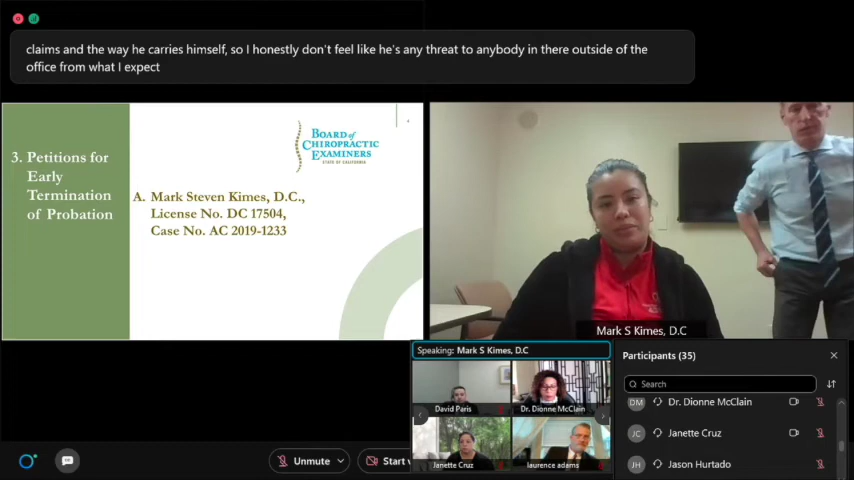 claims and the way he carries himself, so I honestly don't feel like he's any threat to anybody in there outside of the
office from what I expect
3. Petitions for
Early
Termination
of Probation
BOARD of
CHIROPRACTIC
EXAMINERS
STATE OF CALIFORNIA
A. Mark Steven Kimes, D.C.,
License No. DC 17504,
Case No. AC 2019-1233
Mark S Kimes, D.C
Speaking: Mark S Kimes, D.C
David Paris
Dr. Dionne McClain
Janette Cruz
laurence adams
Participants (35)
Search
DM Dr. Dionne McClain
JC Janette Cruz
JH Jason Hurtado
Unmute
Start